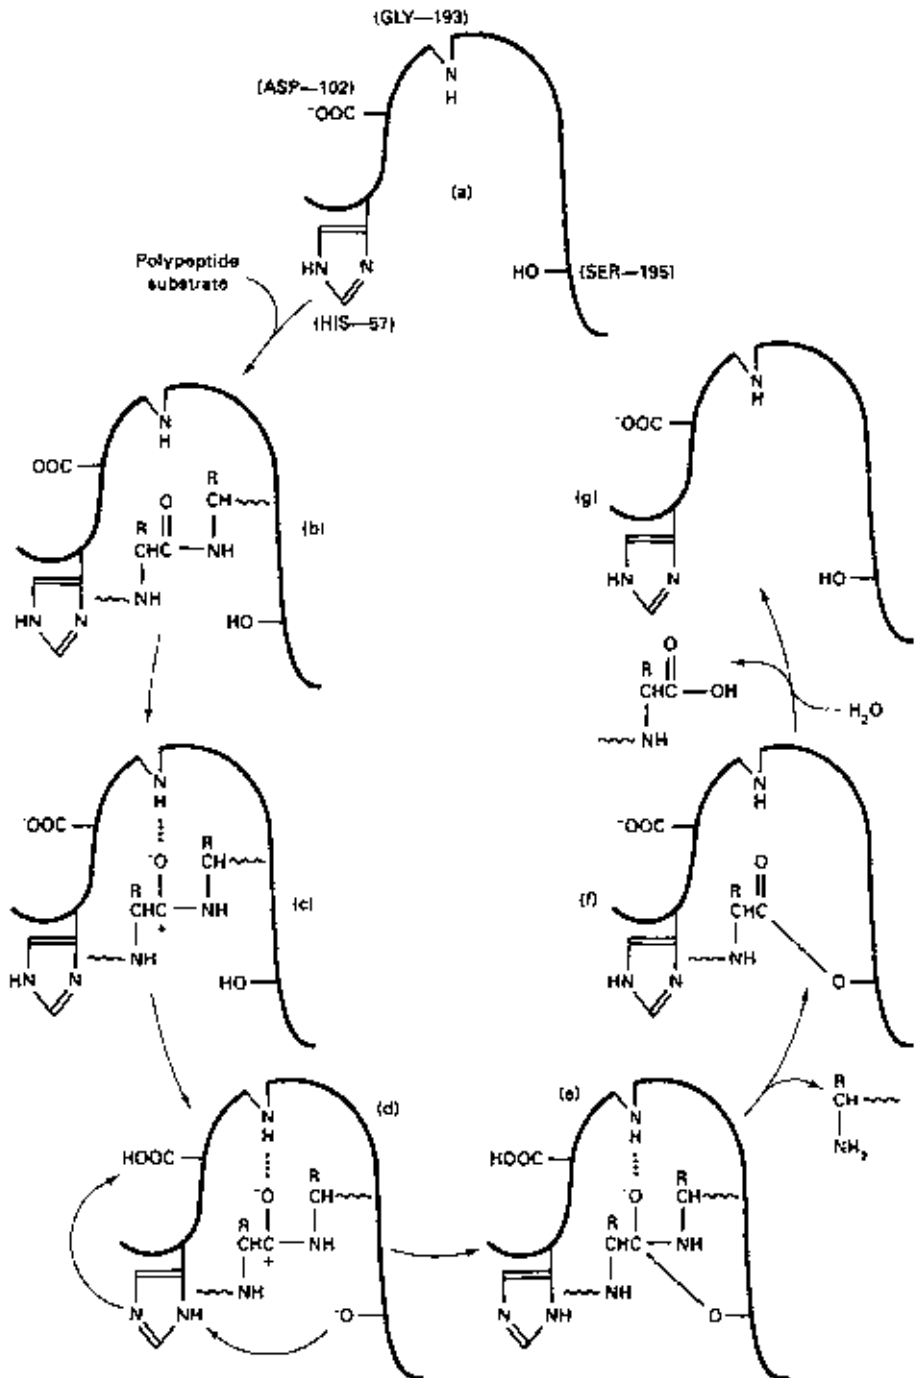 (GLY—193)
N
H
(ASP—102)
⁻OOC
(a)
HN
N
HO
(SER—195)
(HIS—57)
Polypeptide
substrate
N
H
OOC
R
O
CH
(b)
R
CHC
NH
NH
HN
N
HO
N
H
⁻OOC
⁻O
R
CH
(c)
R
CHC
NH
+
NH
HN
N
HO
N
H
(d)
HOOC
⁻O
R
CH
R
CHC
NH
+
NH
N
NH
⁻O
(e)
N
H
HOOC
⁻O
R
CH
R
CHC
NH
NH
N
NH
O
R
CH
NH₂
N
H
⁻OOC
O
(f)
R
CHC
NH
HN
N
O
H₂O
O
R
CHC
OH
NH
N
H
⁻OOC
(g)
HN
N
HO